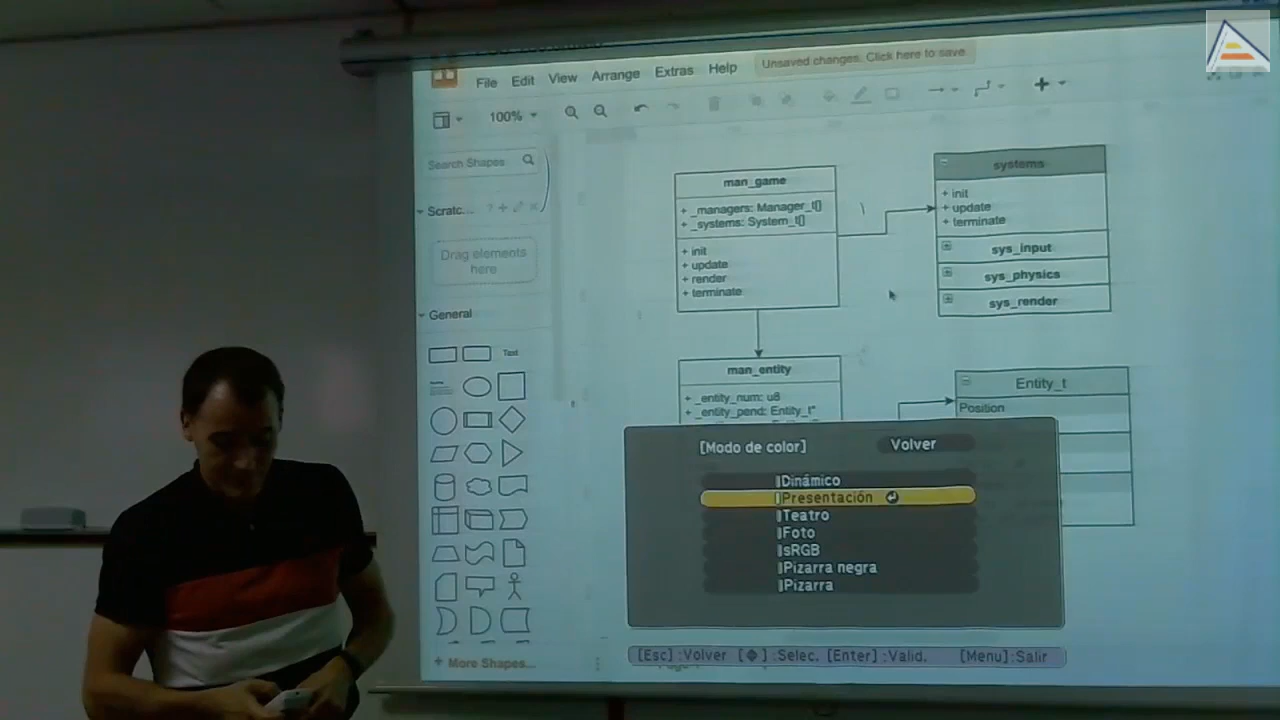 File Edit View Arrange Extras Help Unsaved changes. Click here to save
100%
Search Shapes
Scratc...
Drag elements
here
General
Text
+ More Shapes...
man_game
+ _managers: Manager_t[]
+ _systems: System_t[]
+ init
+ update
+ render
+ terminate
systems
+ init
+ update
+ terminate
sys_input
sys_physics
sys_render
man_entity
+ _entity_num: u8
+ _entity_pend: Entity_t*
Entity_t
Position
[Modo de color] Volver
Dinámico
Presentación
Teatro
Foto
sRGB
Pizarra negra
Pizarra
[Esc] :Volver [ ] :Selec. [Enter] :Valid. [Menu] :Salir